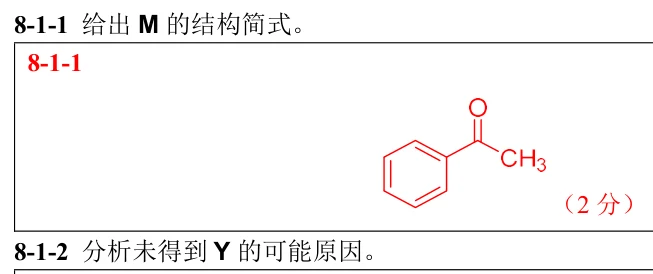 8-1-1 给出 M 的结构简式。
8-1-1
O
CH3
（2 分）
8-1-2 分析未得到 Y 的可能原因。